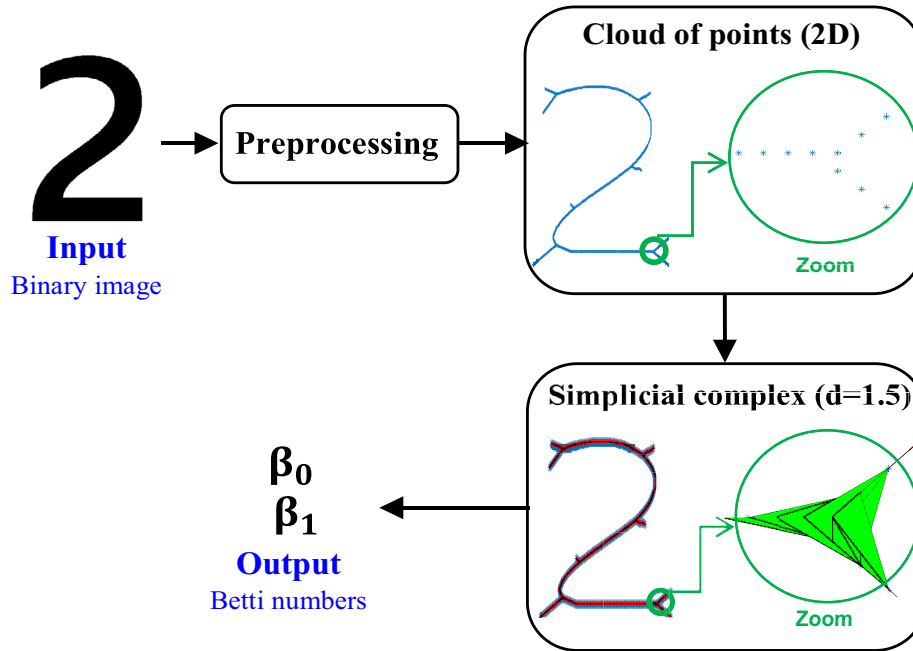 2
Input
Binary image
Preprocessing
Cloud of points (2D)
Zoom
Simplicial complex (d=1.5)
Zoom
β₀
β₁
Output
Betti numbers